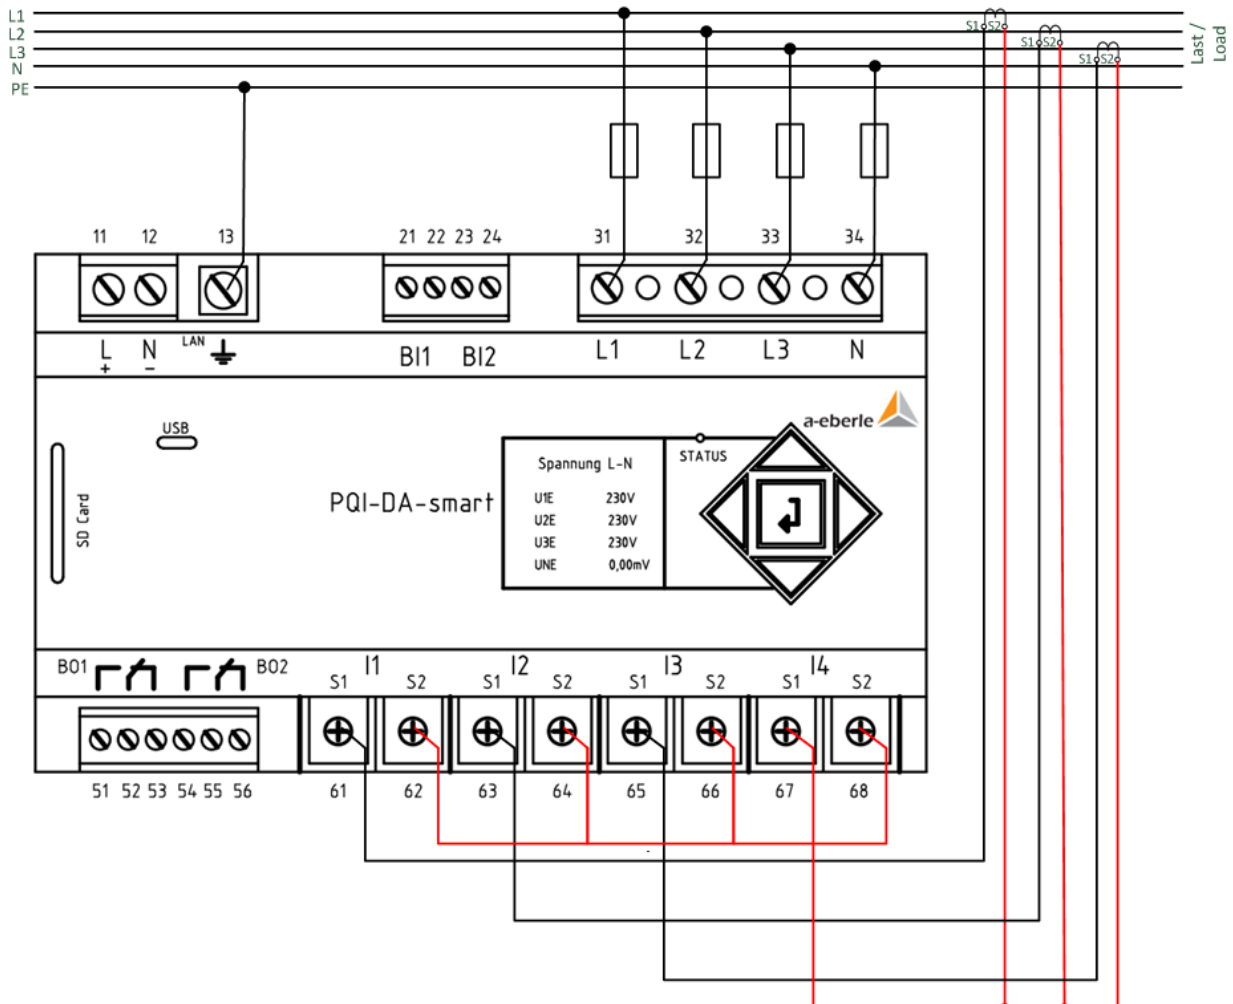 L1
L2
L3
N
PE
S1 S2
S1 S2
S1 S2
Last /
Load
11 12 13 21 22 23 24 31 32 33 34
L N LAN BI1 BI2 L1 L2 L3 N
+ −
a-eberle
USB
STATUS
SD Card
PQI-DA-smart
Spannung L-N
U1E 230V
U2E 230V
U3E 230V
UNE 0,00mV
BO1 BO2 I1 I2 I3 I4
S1 S2 S1 S2 S1 S2 S1 S2
51 52 53 54 55 56 61 62 63 64 65 66 67 68